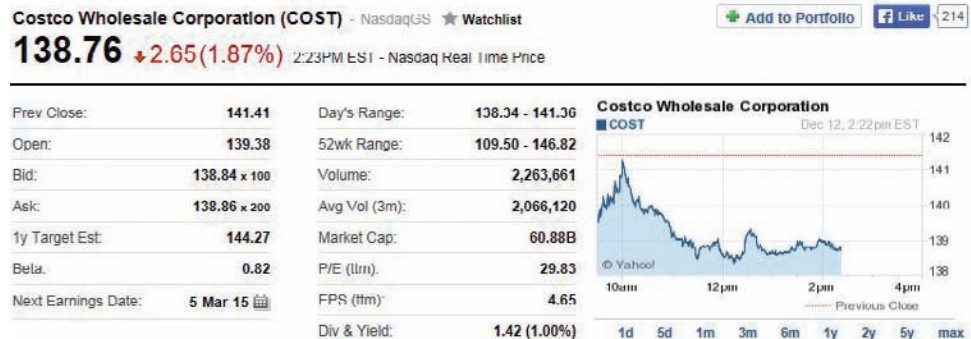 Costco Wholesale Corporation (COST) - NasdaqGS ★ Watchlist
Add to Portfolio
Like 214
138.76 2.65(1.87%) 2:23PM EST - Nasdaq Real Time Price
Prev Close: 141.41
Open: 139.38
Bid: 138.84 x 100
Ask: 138.86 x 200
1y Target Est: 144.27
Beta: 0.82
Next Earnings Date: 5 Mar 15
Day's Range: 138.34 - 141.36
52wk Range: 109.50 - 146.82
Volume: 2,263,661
Avg Vol (3m): 2,066,120
Market Cap: 60.88B
P/E (ttm): 29.83
EPS (ttm): 4.65
Div & Yield: 1.42 (1.00%)
Costco Wholesale Corporation
COST Dec 12, 2:22pm EST
142
141
140
139
138
© Yahoo!
10am 12pm 2pm 4pm
Previous Close
1d 5d 1m 3m 6m 1y 2y 5y max